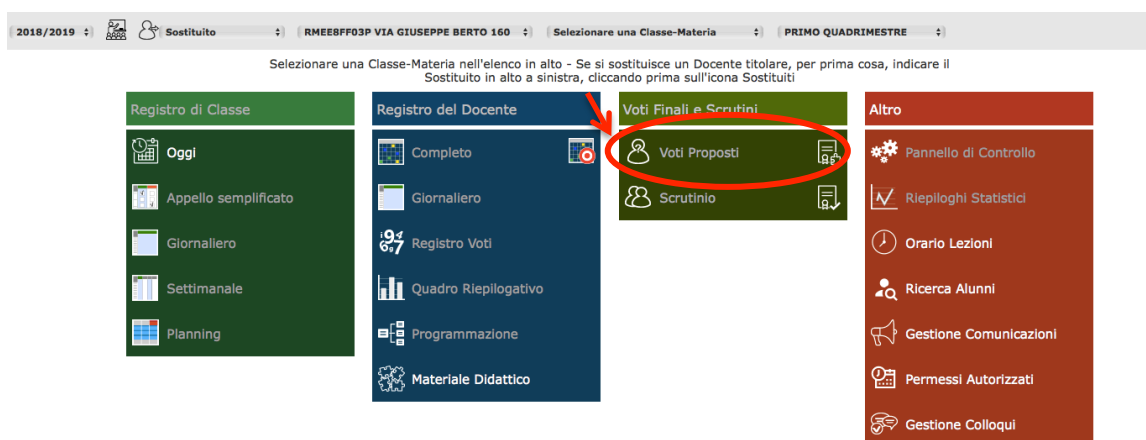 2018/2019 Sostituito RMEE8FF03P VIA GIUSEPPE BERTO 160 Selezionare una Classe-Materia PRIMO QUADRIMESTRE
Selezionare una Classe-Materia nell'elenco in alto - Se si sostituisce un Docente titolare, per prima cosa, indicare il
Sostituito in alto a sinistra, cliccando prima sull'icona Sostituiti
Registro di Classe
Oggi
Appello semplificato
Giornaliero
Settimanale
Planning
Registro del Docente
Completo
Giornaliero
Registro Voti
Quadro Riepilogativo
Programmazione
Materiale Didattico
Voti Finali e Scrutini
Voti Proposti
Scrutinio
Altro
Pannello di Controllo
Riepiloghi Statistici
Orario Lezioni
Ricerca Alunni
Gestione Comunicazioni
Permessi Autorizzati
Gestione Colloqui